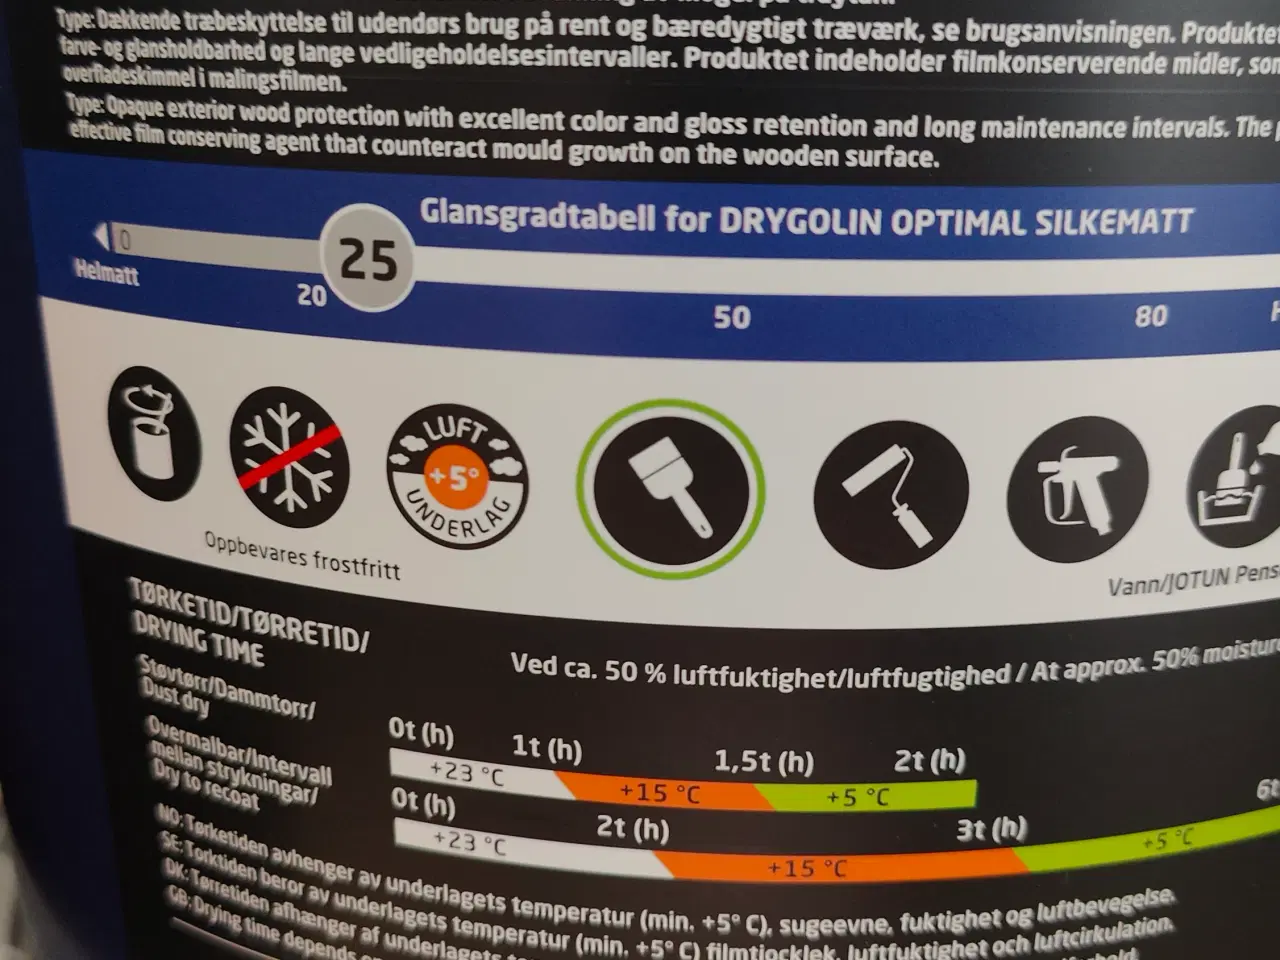 Type: Dækkende træbeskyttelse til udendørs brug på rent og bæredygtigt træværk, se brugsanvisningen. Produktet
farve- og glansholdbarhed og lange vedligeholdelsesintervaller. Produktet indeholder filmkonserverende midler, som
overfladeskimmel i malingsfilmen.
Type: Opaque exterior wood protection with excellent color and gloss retention and long maintenance intervals. The
effective film conserving agent that counteract mould growth on the wooden surface.
Glansgradtabell for DRYGOLIN OPTIMAL SILKEMATT
0
25
Helmatt
20
50
80
H
LUFT
+5°
UNDERLAG
Oppbevares frostfritt
Vann/JOTUN Pens
TØRKETID/TØRRETID/
DRYING TIME
Ved ca. 50 % luftfuktighet/luftfugtighed / At approx. 50% moisture
Støvtørr/Dammtorr/
Dust dry
0t (h) 1t (h) 1,5t (h) 2t (h)
+23 °C +15 °C +5 °C
Overmalbar/Intervall
mellan strykningar/
Dry to recoat
0t (h) 2t (h) 3t (h) 6t
+23 °C +15 °C +5 °C
NO: Tørketiden avhenger av underlagets temperatur (min. +5° C), sugeevne, fuktighet og luftbevegelse.
SE: Torktiden beror av underlagets temperatur (min. +5° C) filmtjocklek, luftfuktighet och luftcirkulation.
DK: Tørretiden afhænger af underlagets
GB: Drying time depends